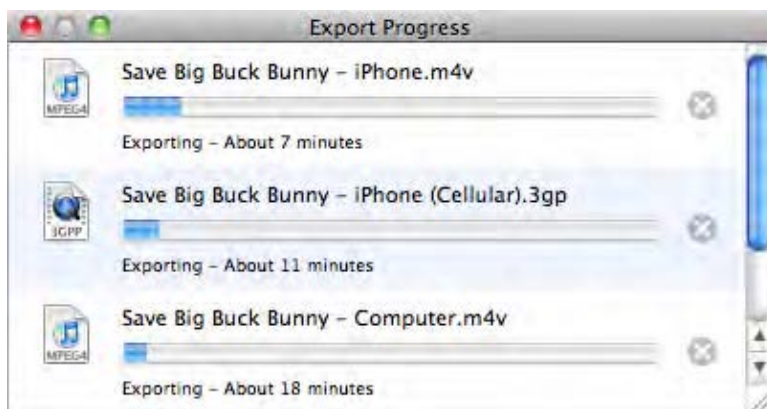 Export Progress
Save Big Buck Bunny – iPhone.m4v
MPEG4
Exporting – About 7 minutes
Save Big Buck Bunny – iPhone (Cellular).3gp
3GPP
Exporting – About 11 minutes
Save Big Buck Bunny – Computer.m4v
MPEG4
Exporting – About 18 minutes